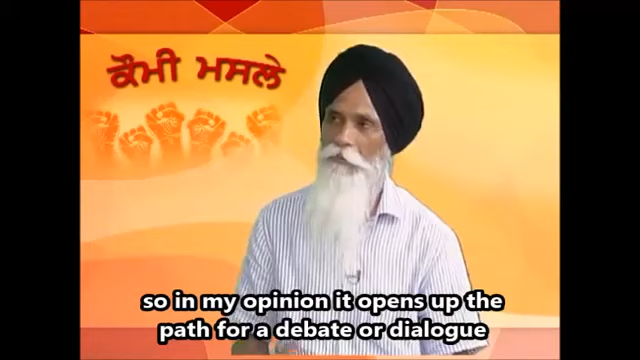 ਕੌਮੀ ਮਸਲੇ
so in my opinion it opens up the
path for a debate or dialogue